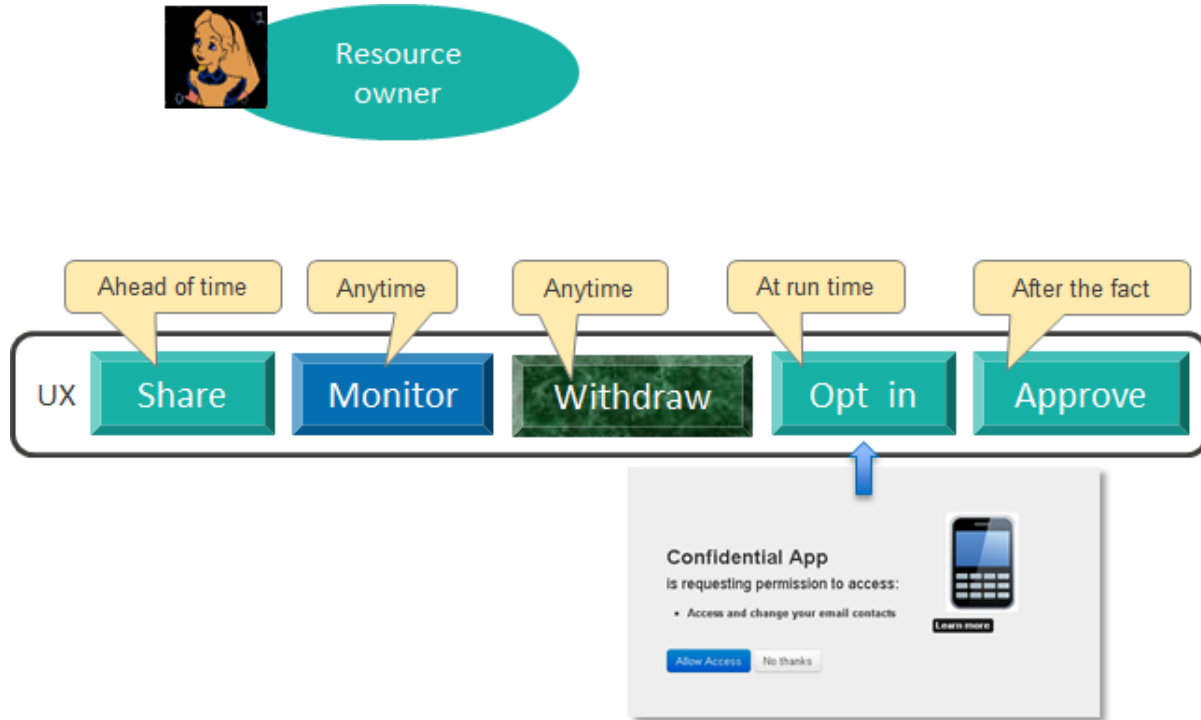 Resource
owner
Ahead of time
Anytime
Anytime
At run time
After the fact
UX
Share
Monitor
Withdraw
Opt in
Approve
Confidential App
is requesting permission to access:
• Access and change your email contacts
Learn more
Allow Access
No thanks